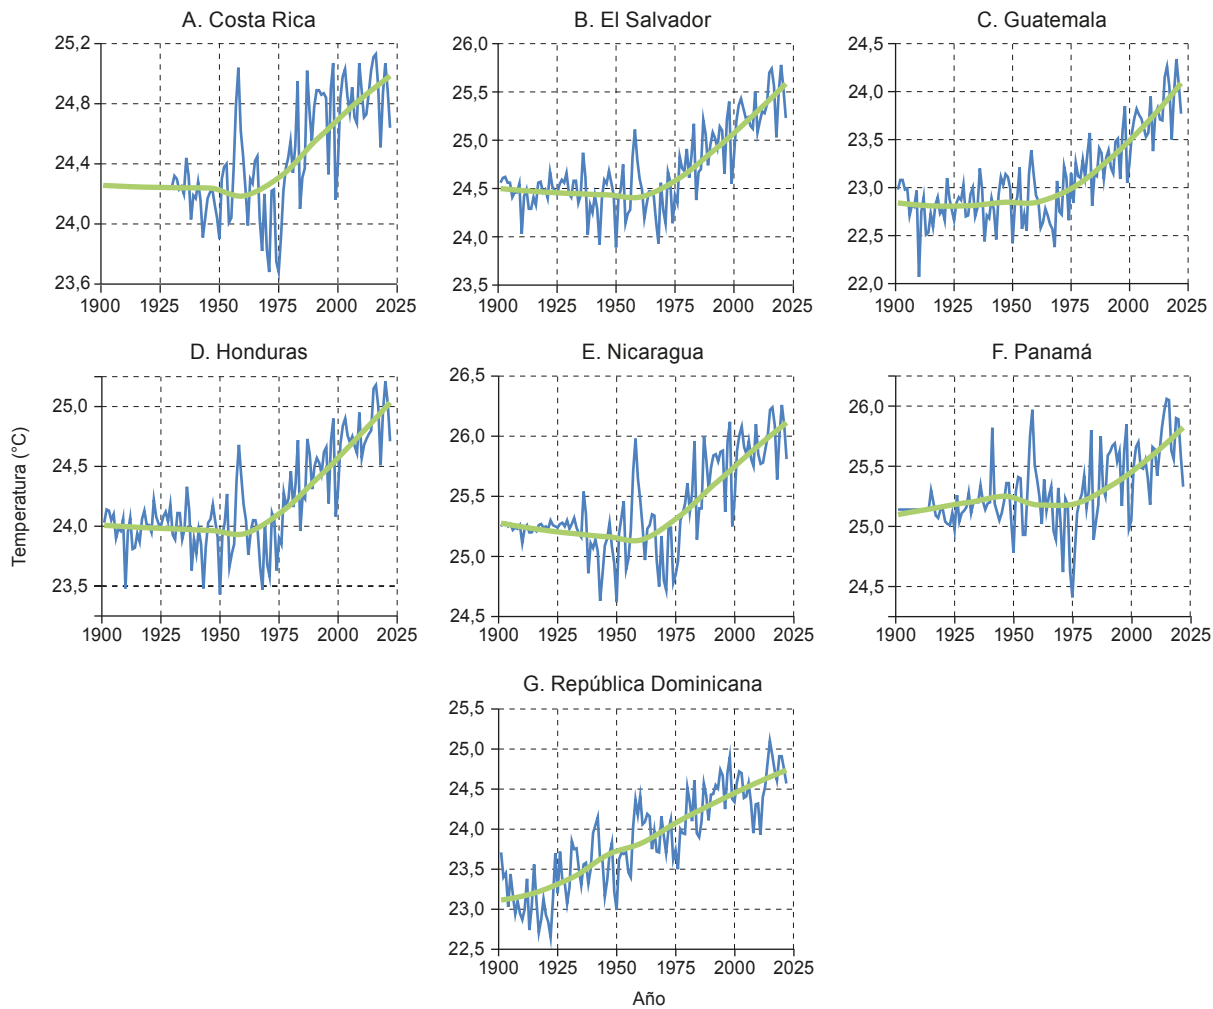 A. Costa Rica
B. El Salvador
C. Guatemala
25,2
24,8
24,4
24,0
23,6
1900 1925 1950 1975 2000 2025
26,0
25,5
25,0
24,5
24,0
23,5
1900 1925 1950 1975 2000 2025
24,5
24,0
23,5
23,0
22,5
22,0
1900 1925 1950 1975 2000 2025
D. Honduras
E. Nicaragua
F. Panamá
Temperatura (°C)
25,0
24,5
24,0
23,5
1900 1925 1950 1975 2000 2025
26,5
26,0
25,5
25,0
24,5
1900 1925 1950 1975 2000 2025
26,0
25,5
25,0
24,5
1900 1925 1950 1975 2000 2025
G. República Dominicana
25,5
25,0
24,5
24,0
23,5
23,0
22,5
1900 1925 1950 1975 2000 2025
Año